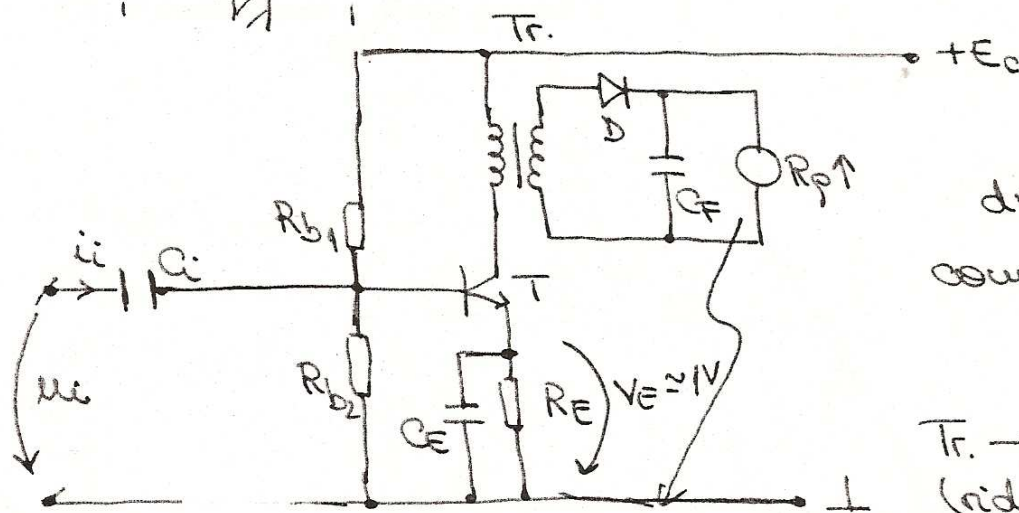 Tr.
+Ec
D
CF
Rp↑
Rb1
ii
Ci
T
ui
Rb2
CE
RE
VE≈1V
Tr. —
⊥